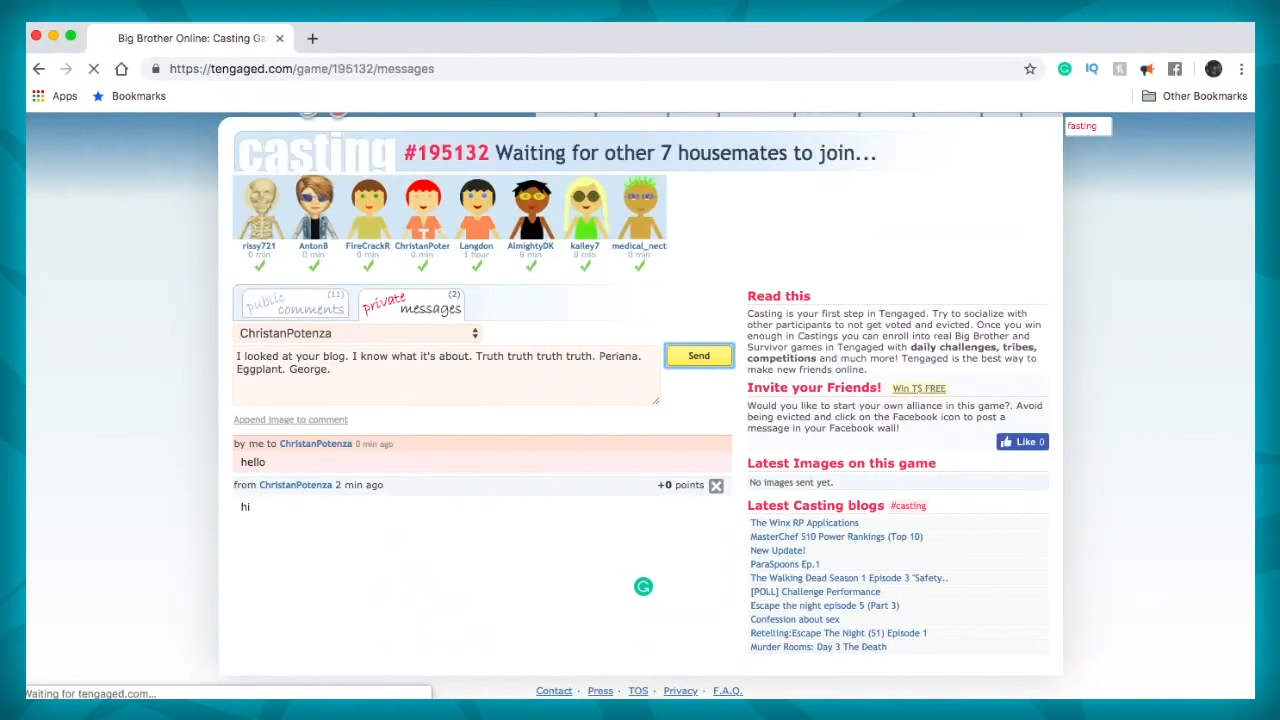 Big Brother Online: Casting Ga
https://tengaged.com/game/195132/messages
Apps
Bookmarks
Other Bookmarks
fasting
casting #195132 Waiting for other 7 housemates to join...
rissy721 AntonB FireCrackR ChristanPoter Langdon AlmightyDK kailey7 medical_nect
0 min 0 min 0 min 0 min 1 hour 8 min 0 min 0 min
public comments (11)
private messages (2)
ChristanPotenza
I looked at your blog. I know what it's about. Truth truth truth truth. Periana.
Eggplant. George.
Send
Append image to comment
by me to ChristanPotenza 0 min ago
hello
from ChristanPotenza 2 min ago +0 points
hi
Read this
Casting is your first step in Tengaged. Try to socialize with
other participants to not get voted and evicted. Once you win
enough in Castings you can enroll into real Big Brother and
Survivor games in Tengaged with daily challenges, tribes,
competitions and much more! Tengaged is the best way to
make new friends online.
Invite your Friends! Win T$ FREE
Would you like to start your own alliance in this game?. Avoid
being evicted and click on the Facebook icon to post a
message in your Facebook wall!
Like 0
Latest Images on this game
No images sent yet.
Latest Casting blogs #casting
The Winx RP Applications
MasterChef S10 Power Rankings (Top 10)
New Update!
ParaSpoons Ep.1
The Walking Dead Season 1 Episode 3 "Safety..
[POLL] Challenge Performance
Escape the night episode 5 (Part 3)
Confession about sex
Retelling:Escape The Night (S1) Episode 1
Murder Rooms: Day 3 The Death
Waiting for tengaged.com...
Contact · Press · TOS · Privacy · F.A.Q.